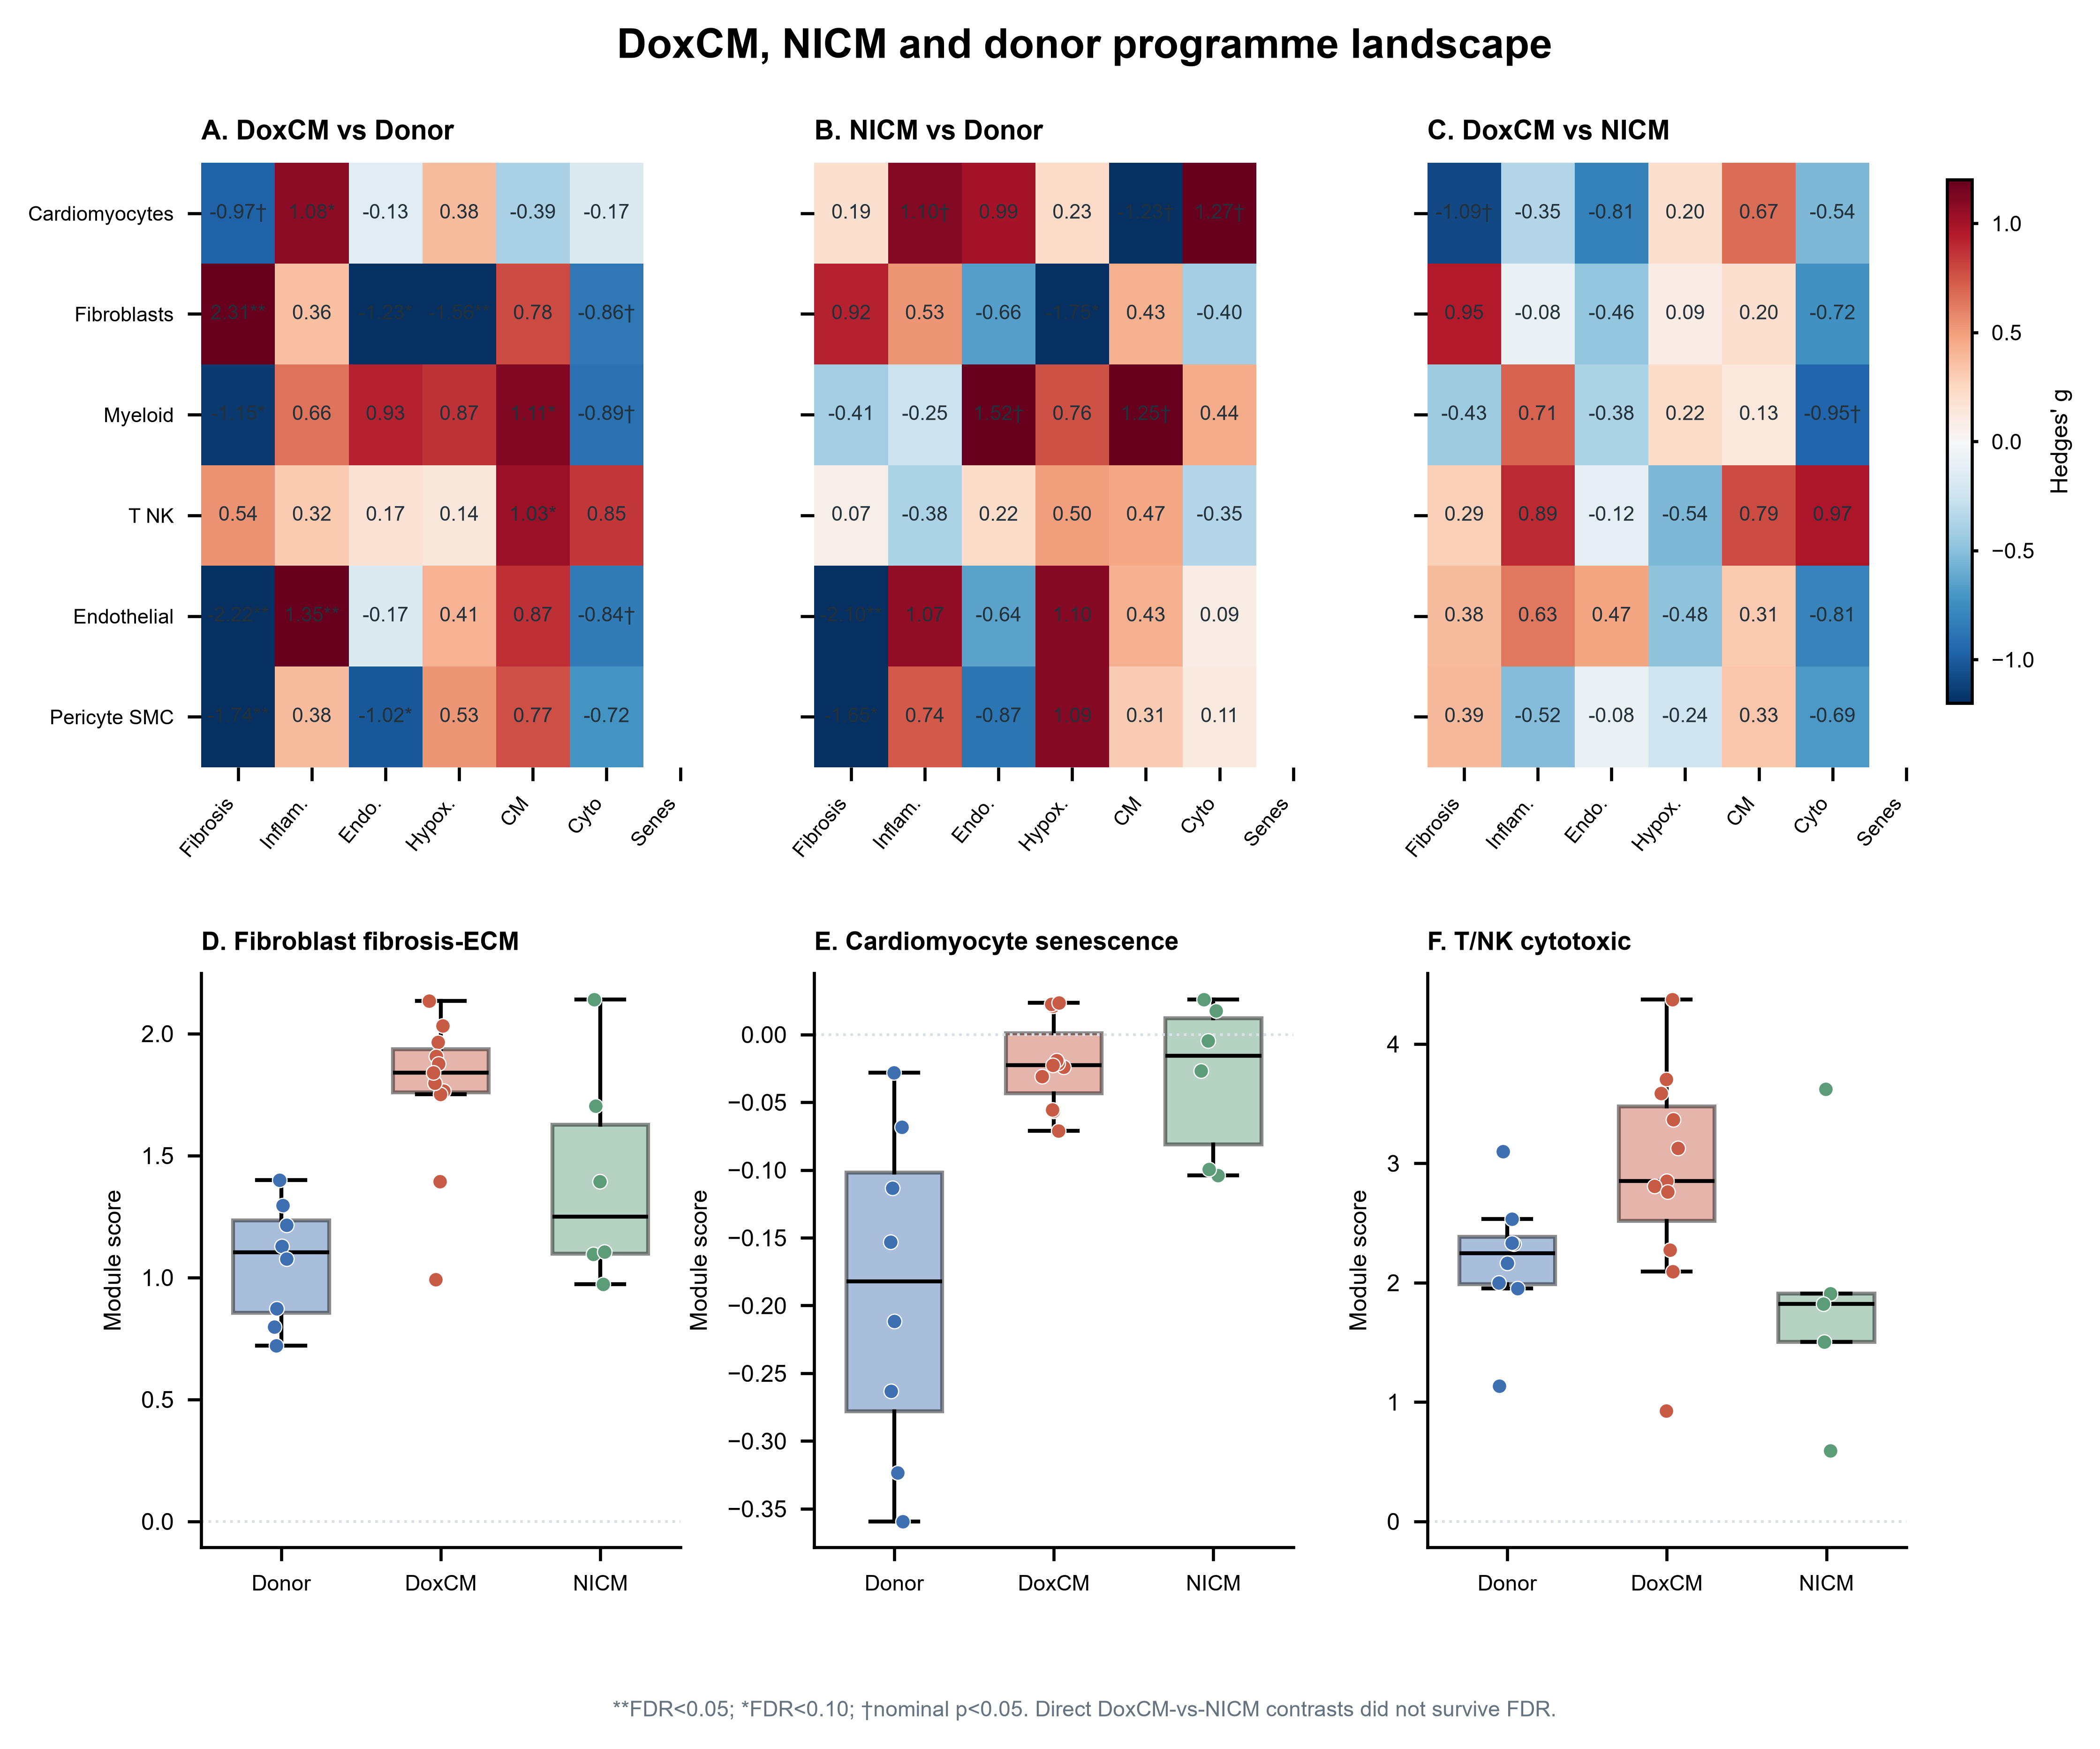 DoxCM, NICM and donor programme landscape
A. DoxCM vs Donor
B. NICM vs Donor
C. DoxCM vs NICM
Cardiomyocytes
-0.97† 1.08* -0.13 0.38 -0.39 -0.17
0.19 1.10† 0.99 0.23 -1.23† 1.27†
-1.09† -0.35 -0.81 0.20 0.67 -0.54
Fibroblasts
2.31** 0.36 -1.23* -1.56** 0.78 -0.86†
0.92 0.53 -0.66 -1.75* 0.43 -0.40
0.95 -0.08 -0.46 0.09 0.20 -0.72
Myeloid
-1.15* 0.66 0.93 0.87 1.11* -0.89†
-0.41 -0.25 1.52† 0.76 1.25† 0.44
-0.43 0.71 -0.38 0.22 0.13 -0.95†
T NK
0.54 0.32 0.17 0.14 1.03* 0.85
0.07 -0.38 0.22 0.50 0.47 -0.35
0.29 0.89 -0.12 -0.54 0.79 0.97
Endothelial
-2.22** 1.35** -0.17 0.41 0.87 -0.84†
-2.10** 1.07 -0.64 1.10 0.43 0.09
0.38 0.63 0.47 -0.48 0.31 -0.81
Pericyte SMC
-1.74** 0.38 -1.02* 0.53 0.77 -0.72
0.74 -0.87 1.09 0.31 0.11
0.39 -0.52 -0.08 -0.24 0.33 -0.69
Fibrosis Inflam. Endo. Hypox. CM Cyto Senes
Fibrosis Inflam. Endo. Hypox. CM Cyto Senes
Fibrosis Inflam. Endo. Hypox. CM Cyto Senes
1.0
0.5
0.0
−0.5
−1.0
Hedges' g
D. Fibroblast fibrosis-ECM
Module score
2.0
1.5
1.0
0.5
0.0
Donor DoxCM NICM
E. Cardiomyocyte senescence
Module score
0.00
−0.05
−0.10
−0.15
−0.20
−0.25
−0.30
−0.35
Donor DoxCM NICM
F. T/NK cytotoxic
Module score
4
3
2
1
0
Donor DoxCM NICM
**FDR<0.05; *FDR<0.10; †nominal p<0.05. Direct DoxCM-vs-NICM contrasts did not survive FDR.